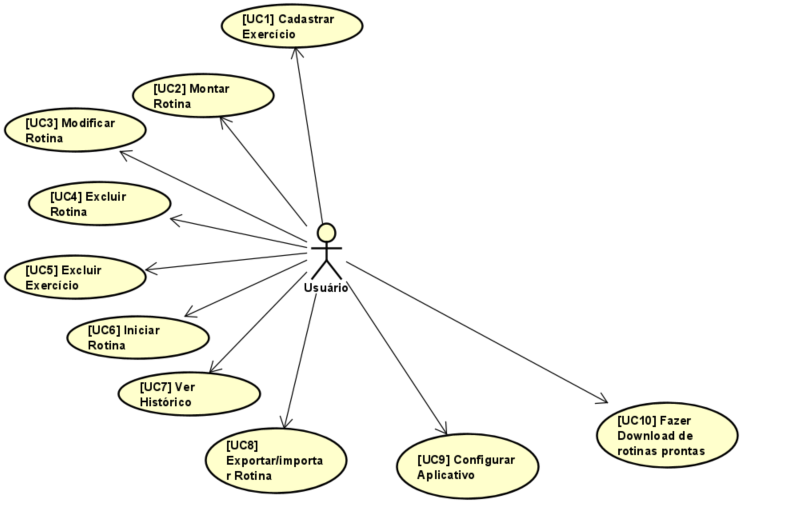 [UC1] Cadastrar
Exercício
[UC2] Montar
Rotina
[UC3] Modificar
Rotina
[UC4] Excluir
Rotina
[UC5] Excluir
Exercício
Usuário
[UC6] Iniciar
Rotina
[UC7] Ver
Histórico
[UC8]
Exportar/importa
r Rotina
[UC9] Configurar
Aplicativo
[UC10] Fazer
Download de
rotinas prontas